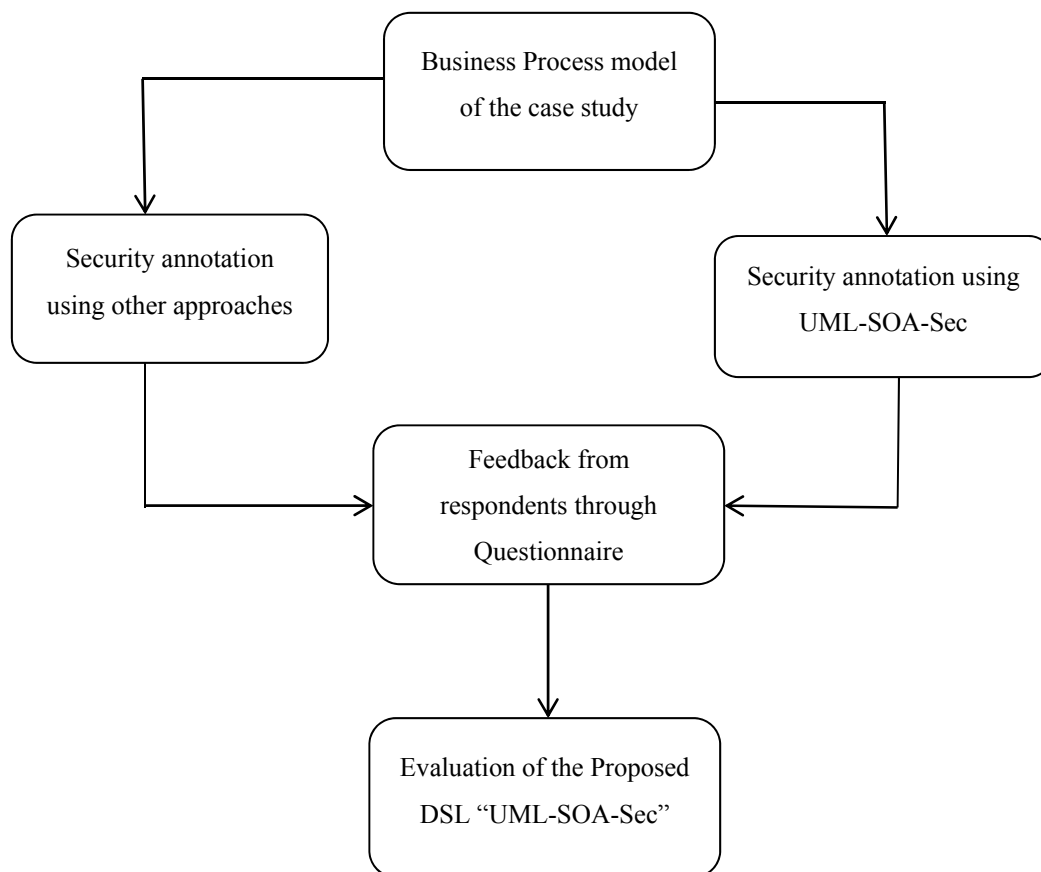 Business Process model
of the case study
Security annotation
using other approaches
Security annotation using
UML-SOA-Sec
Feedback from
respondents through
Questionnaire
Evaluation of the Proposed
DSL “UML-SOA-Sec”